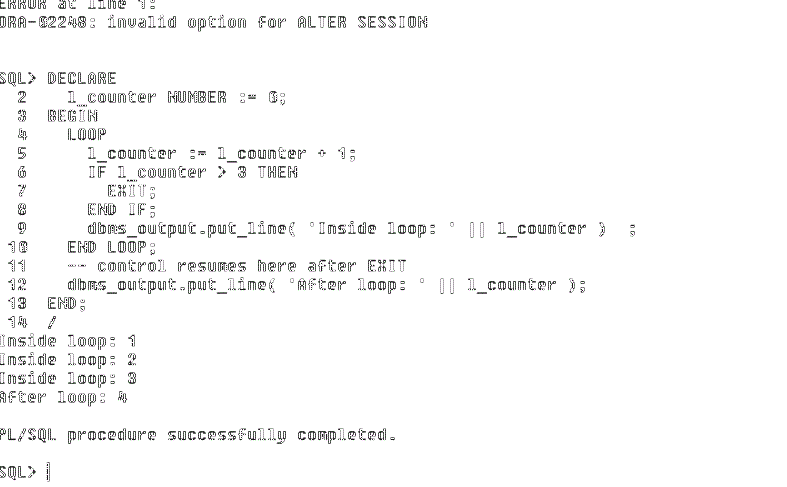 ERROR at line 1:
ORA-02248: invalid option for ALTER SESSION
SQL> DECLARE
  2    l_counter NUMBER := 0;
  3  BEGIN
  4    LOOP
  5      l_counter := l_counter + 1;
  6      IF l_counter > 3 THEN
  7        EXIT;
  8      END IF;
  9      dbms_output.put_line( 'Inside loop: ' || l_counter )  ;
 10    END LOOP;
 11    -- control resumes here after EXIT
 12    dbms_output.put_line( 'After loop: ' || l_counter );
 13  END;
 14  /
Inside loop: 1
Inside loop: 2
Inside loop: 3
After loop: 4
PL/SQL procedure successfully completed.
SQL>